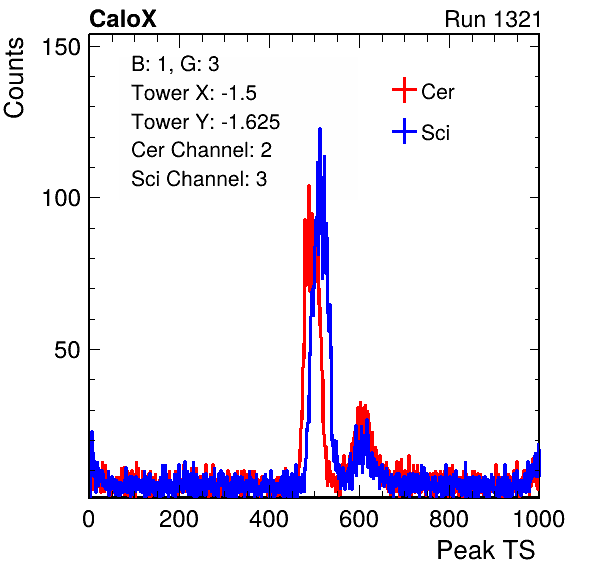 CaloX Run 1321
Counts
150
100
50
B: 1, G: 3
Tower X: -1.5
Tower Y: -1.625
Cer Channel: 2
Sci Channel: 3
Cer
Sci
0 200 400 600 800 1000
Peak TS